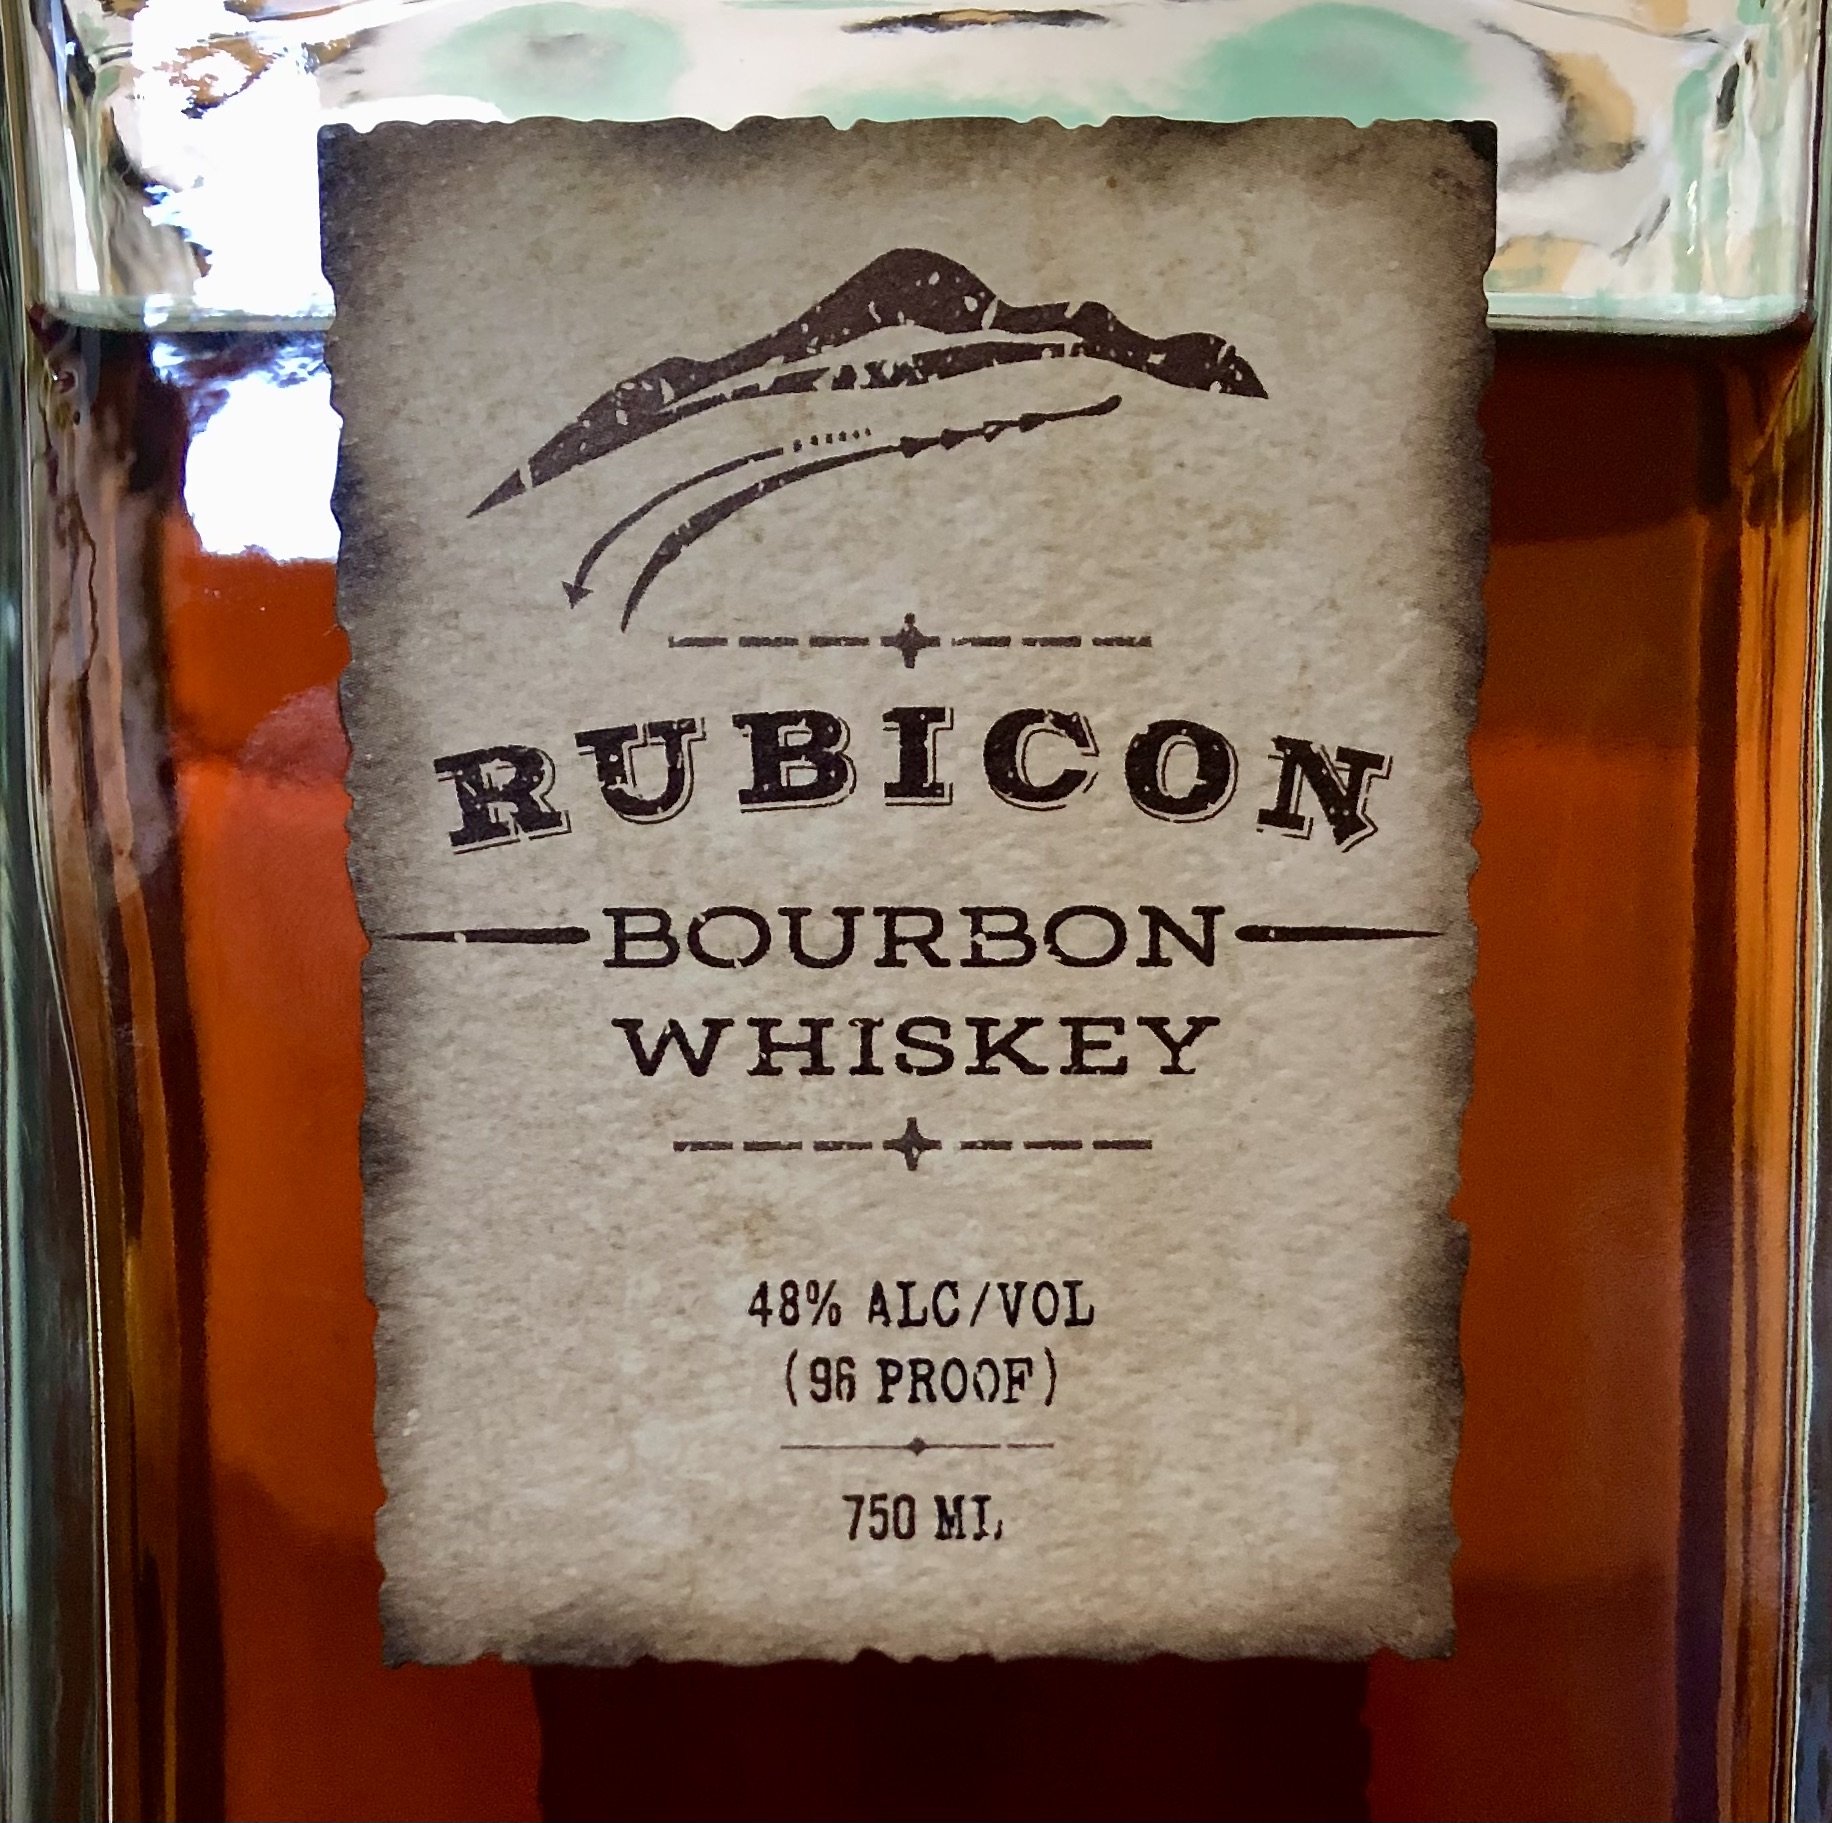 RUBICON
BOURBON
WHISKEY
48% ALC/VOL
(96 PROOF)
750 ML